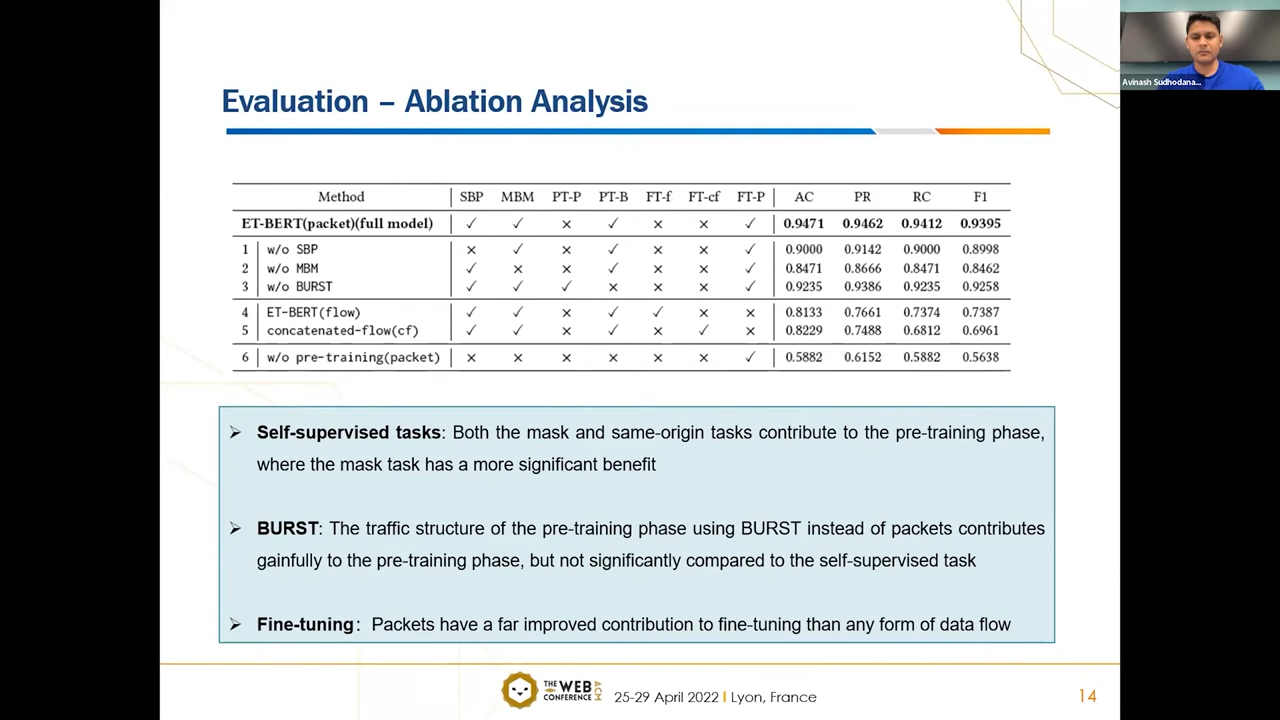 Evaluation – Ablation Analysis
Avinash Sudhodana...
Method SBP MBM PT-P PT-B FT-f FT-cf FT-P AC PR RC F1
ET-BERT(packet)(full model) ✓ ✓ × ✓ × × ✓ 0.9471 0.9462 0.9412 0.9395
1 w/o SBP × ✓ × ✓ × × ✓ 0.9000 0.9142 0.9000 0.8998
2 w/o MBM ✓ × × ✓ × × ✓ 0.8471 0.8666 0.8471 0.8462
3 w/o BURST ✓ ✓ ✓ × × × ✓ 0.9235 0.9386 0.9235 0.9258
4 ET-BERT(flow) ✓ ✓ × ✓ ✓ × × 0.8133 0.7661 0.7374 0.7387
5 concatenated-flow(cf) ✓ ✓ × ✓ × ✓ × 0.8229 0.7488 0.6812 0.6961
6 w/o pre-training(packet) × × × × × × ✓ 0.5882 0.6152 0.5882 0.5638
➢ Self-supervised tasks: Both the mask and same-origin tasks contribute to the pre-training phase,
where the mask task has a more significant benefit
➢ BURST: The traffic structure of the pre-training phase using BURST instead of packets contributes
gainfully to the pre-training phase, but not significantly compared to the self-supervised task
➢ Fine-tuning: Packets have a far improved contribution to fine-tuning than any form of data flow
THE WEB
CONFERENCE
ACM
25-29 April 2022 | Lyon, France
14